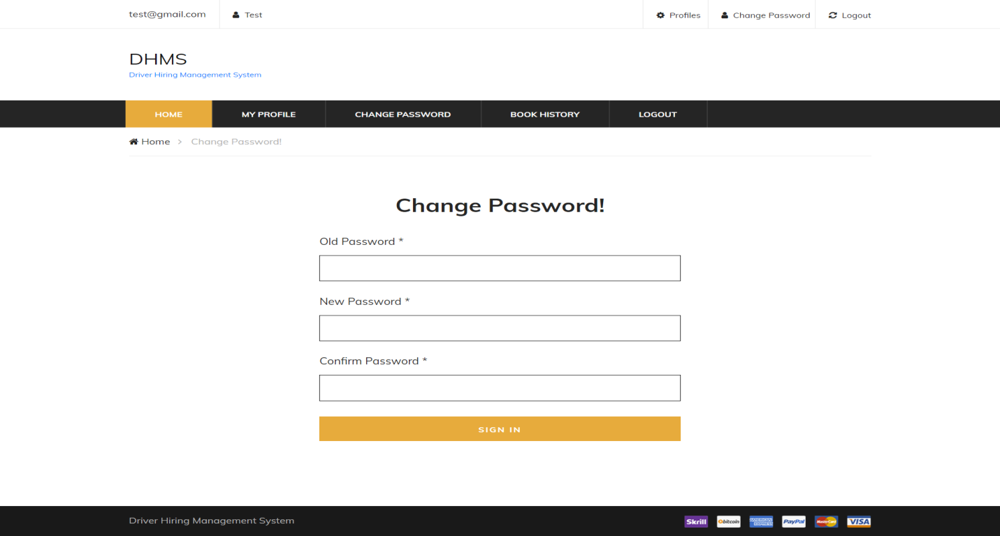 test@gmail.com Test Profiles Change Password Logout
DHMS
Driver Hiring Management System
HOME MY PROFILE CHANGE PASSWORD BOOK HISTORY LOGOUT
Home > Change Password!
Change Password!
Old Password *
New Password *
Confirm Password *
SIGN IN
Driver Hiring Management System Skrill bitcoin AMERICAN EXPRESS PayPal MasterCard VISA